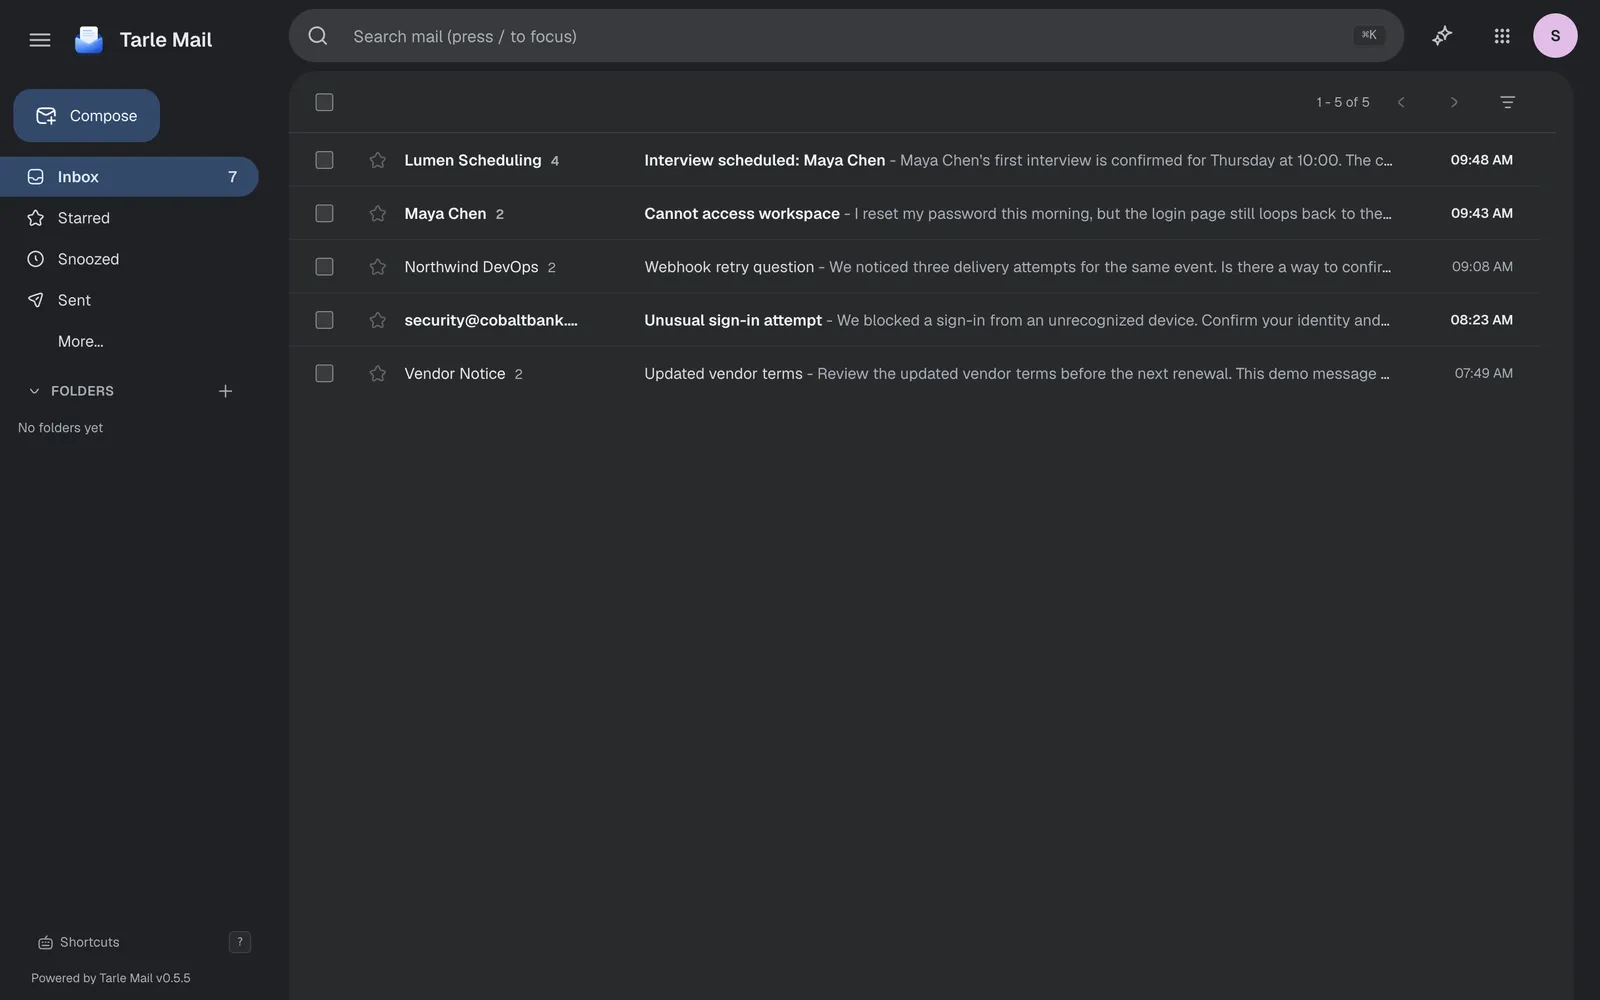 Tarle Mail
Search mail (press / to focus)
⌘K
S
Compose
1 - 5 of 5
Inbox 7
Starred
Snoozed
Sent
More...
FOLDERS
No folders yet
Lumen Scheduling 4 Interview scheduled: Maya Chen - Maya Chen's first interview is confirmed for Thursday at 10:00. The c... 09:48 AM
Maya Chen 2 Cannot access workspace - I reset my password this morning, but the login page still loops back to the... 09:43 AM
Northwind DevOps 2 Webhook retry question - We noticed three delivery attempts for the same event. Is there a way to confir... 09:08 AM
security@cobaltbank.... Unusual sign-in attempt - We blocked a sign-in from an unrecognized device. Confirm your identity and... 08:23 AM
Vendor Notice 2 Updated vendor terms - Review the updated vendor terms before the next renewal. This demo message ... 07:49 AM
Shortcuts ?
Powered by Tarle Mail v0.5.5